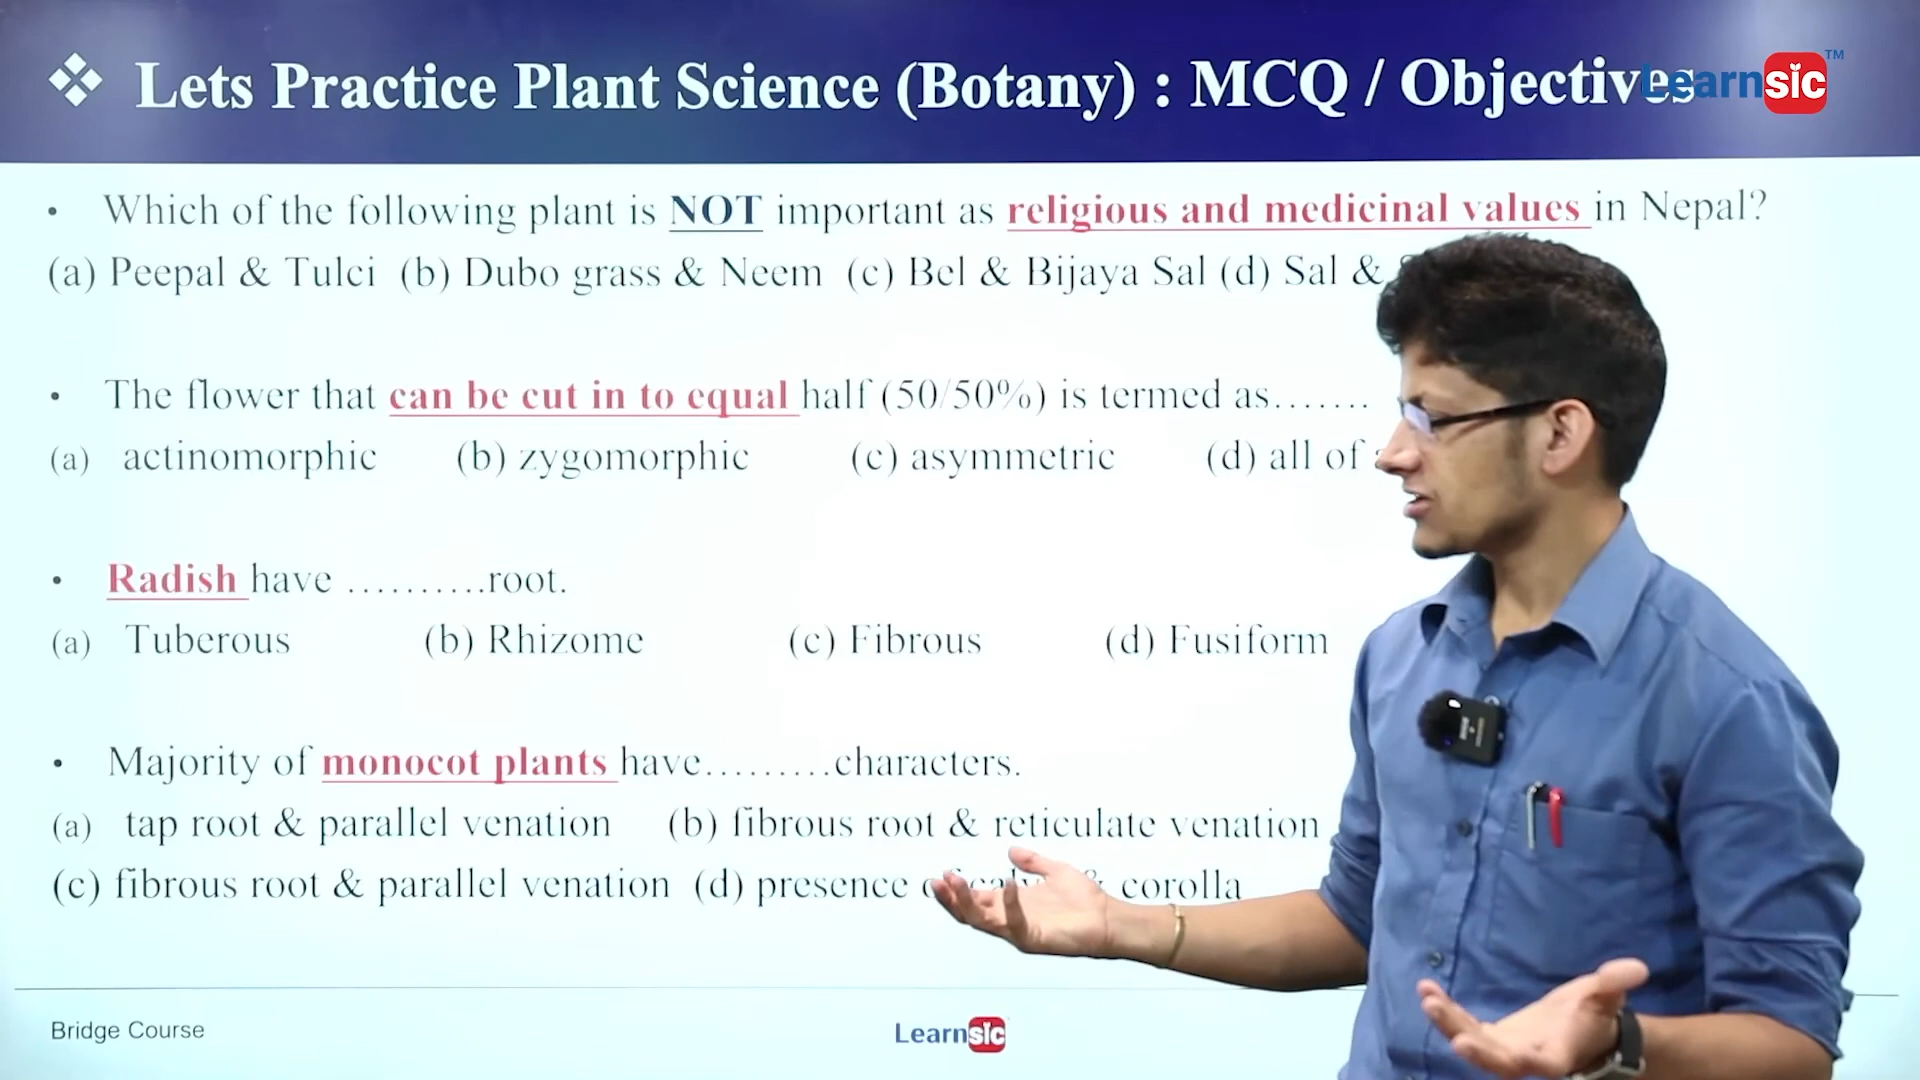 ❖ Lets Practice Plant Science (Botany) : MCQ / Objectives
Learnsic™
• Which of the following plant is NOT important as religious and medicinal values in Nepal?
(a) Peepal & Tulci (b) Dubo grass & Neem (c) Bel & Bijaya Sal (d) Sal &
• The flower that can be cut in to equal half (50/50%) is termed as.......
(a) actinomorphic (b) zygomorphic (c) asymmetric (d) all of
• Radish have ..........root.
(a) Tuberous (b) Rhizome (c) Fibrous (d) Fusiform
• Majority of monocot plants have.........characters.
(a) tap root & parallel venation (b) fibrous root & reticulate venation
(c) fibrous root & parallel venation (d) presence of & corolla
Bridge Course
Learnsic